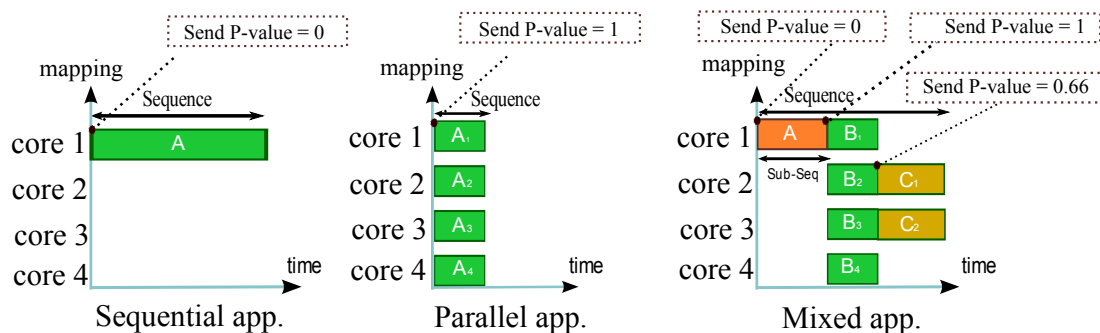 Send P-value = 0
mapping
Sequence
core 1
A
core 2
core 3
core 4
time
Sequential app.
Send P-value = 1
mapping
Sequence
core 1
A₁
core 2
A₂
core 3
A₃
core 4
A₄
time
Parallel app.
Send P-value = 0
Send P-value = 1
mapping
Send P-value = 0.66
Sequence
core 1
A
B₁
Sub-Seq
core 2
B₂
C₁
core 3
B₃
C₂
core 4
B₄
time
Mixed app.